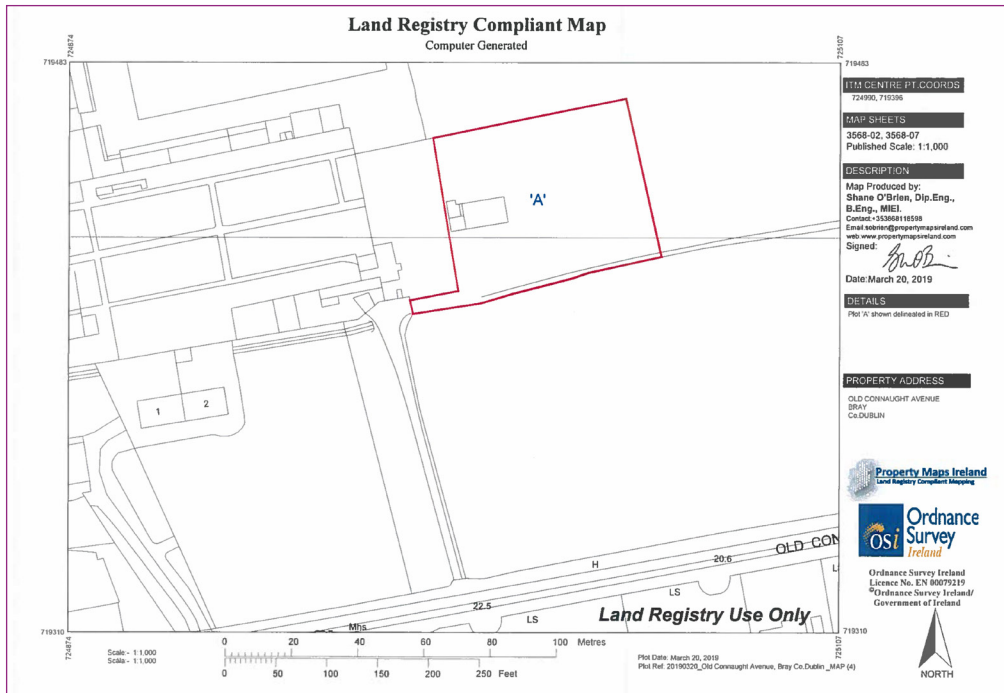 Land Registry Compliant Map
Computer Generated
724674
725107
719483
719483
ITM CENTRE PT.COORDS
724990, 719396
MAP SHEETS
3568-02, 3568-07
Published Scale: 1:1,000
DESCRIPTION
Map Produced by:
Shane O'Brien, Dip.Eng.,
B.Eng., MIEI.
Contact:+353868118598
Email:sobrien@propertymapsireland.com
web.www.propertymapsireland.com
Signed:
Date:March 20, 2019
DETAILS
Plot 'A' shown delineated in RED
PROPERTY ADDRESS
OLD CONNAUGHT AVENUE
BRAY
Co.DUBLIN
Property Maps Ireland
Land Registry Compliant Mapping
OSi
Ordnance
Survey
Ireland
Ordnance Survey Ireland
Licence No. EN 00079219
©Ordnance Survey Ireland/
Government of Ireland
NORTH
'A'
1
2
H
20.6
OLD CON
22.5
LS
LS
Mhs
Land Registry Use Only
719310
719310
724874
725107
Scale - 1:1,000
Scale - 1:1,000
0 20 40 60 80 100 Metres
0 50 100 150 200 250 Feet
Plot Date: March 20, 2019
Plot Ref. 20190320_Old Connaught Avenue, Bray Co.Dublin _MAP (4)